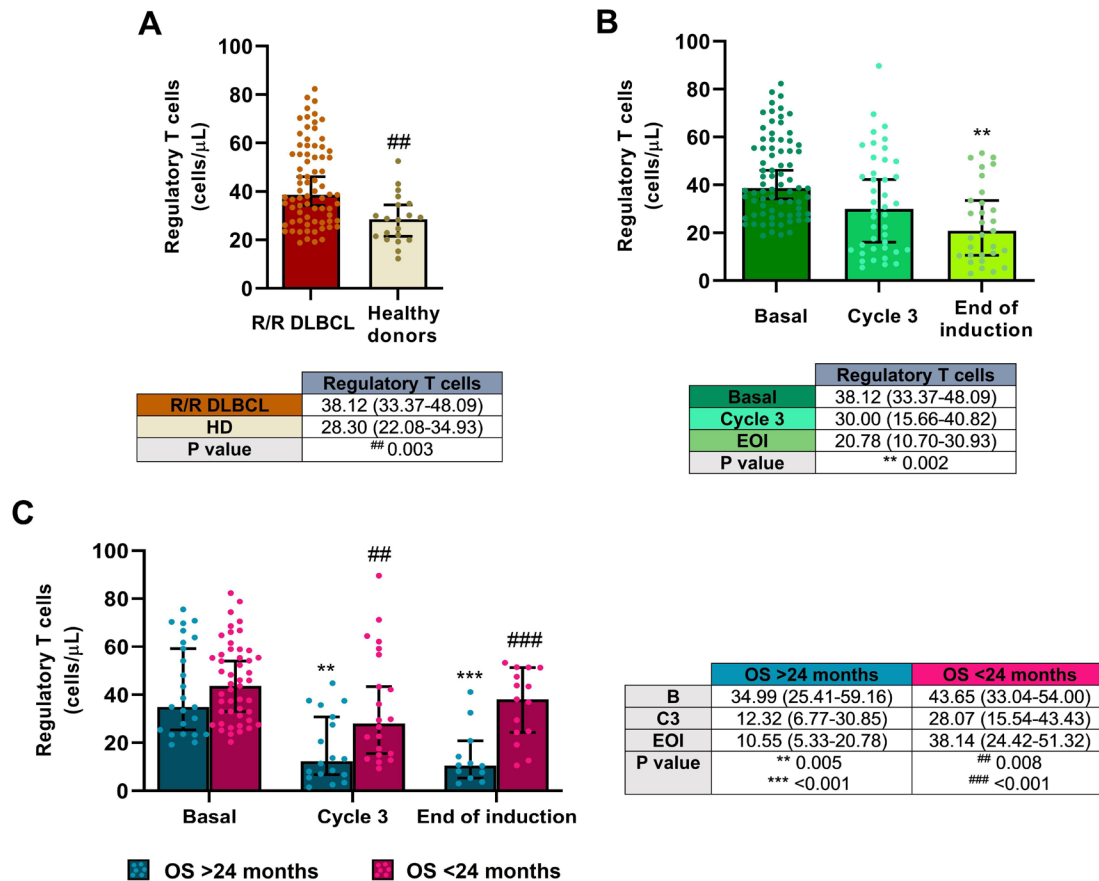 A
Regulatory T cells
(cells/μL)
100
80
60
40
20
0
##
R/R DLBCL
Healthy
donors
Regulatory T cells
R/R DLBCL 38.12 (33.37-48.09)
HD 28.30 (22.08-34.93)
P value ## 0.003
B
Regulatory T cells
(cells/μL)
100
80
60
40
20
0
**
Basal
Cycle 3
End of
induction
Regulatory T cells
Basal 38.12 (33.37-48.09)
Cycle 3 30.00 (15.66-40.82)
EOI 20.78 (10.70-30.93)
P value ** 0.002
C
Regulatory T cells
(cells/μL)
100
80
60
40
20
0
**
##
***
###
Basal
Cycle 3
End of induction
OS >24 months
OS <24 months
OS >24 months OS <24 months
B 34.99 (25.41-59.16) 43.65 (33.04-54.00)
C3 12.32 (6.77-30.85) 28.07 (15.54-43.43)
EOI 10.55 (5.33-20.78) 38.14 (24.42-51.32)
P value ** 0.005 ## 0.008
*** <0.001 ### <0.001